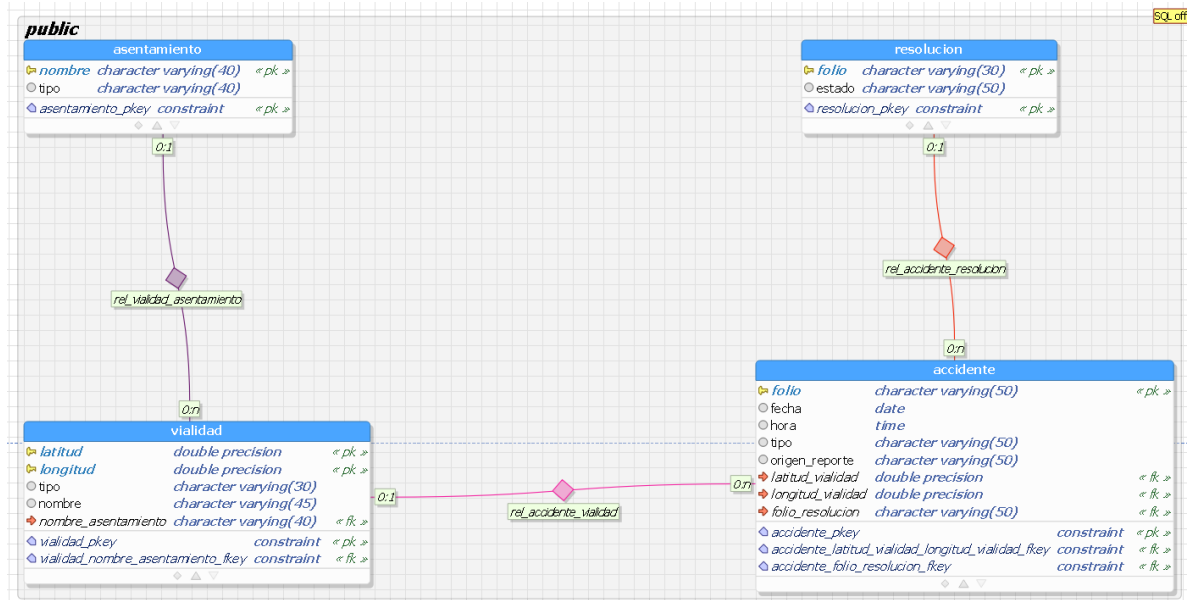 SQL off
public
asentamiento
nombre character varying(40) « pk »
tipo character varying(40)
asentamiento_pkey constraint « pk »
0:1
rel_vialidad_asentamiento
0:n
resolucion
folio character varying(30) « pk »
estado character varying(50)
resolucion_pkey constraint « pk »
0:1
rel_accidente_resolucion
0:n
vialidad
latitud double precision « pk »
longitud double precision « pk »
tipo character varying(30)
nombre character varying(45)
nombre_asentamiento character varying(40) « fk »
vialidad_pkey constraint « pk »
vialidad_nombre_asentamiento_fkey constraint « fk »
0:1
rel_accidente_vialidad
0:n
accidente
folio character varying(50) « pk »
fecha date
hora time
tipo character varying(50)
origen_reporte character varying(50)
latitud_vialidad double precision « fk »
longitud_vialidad double precision « fk »
folio_resolucion character varying(50) « fk »
accidente_pkey constraint « pk »
accidente_latitud_vialidad_longitud_vialidad_fkey constraint « fk »
accidente_folio_resolucion_fkey constraint « fk »